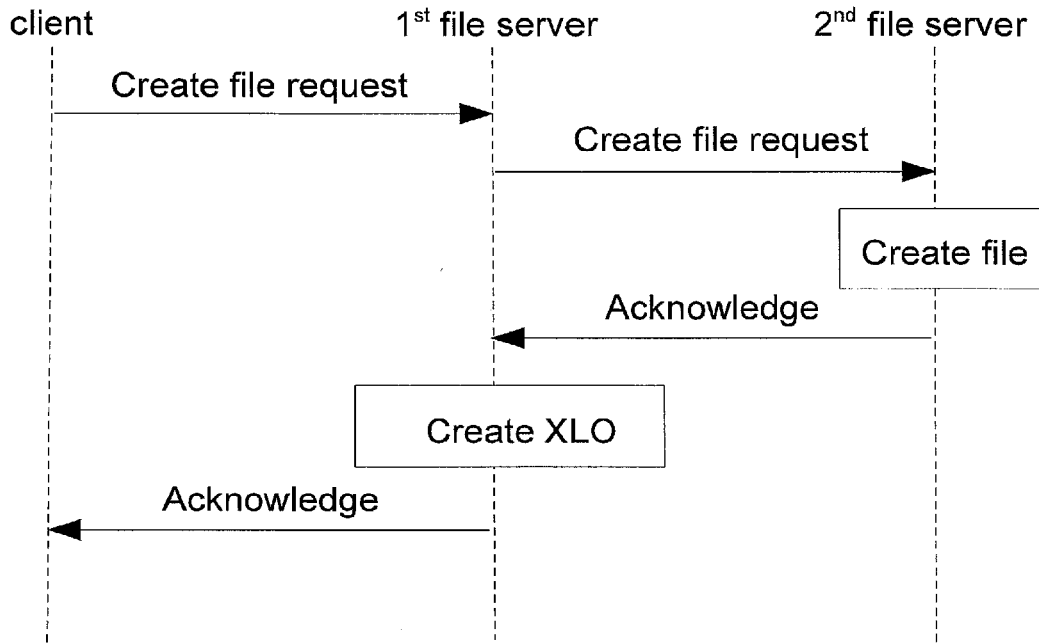 client
1st file server
2nd file server
Create file request
Create file request
Create file
Acknowledge
Create XLO
Acknowledge